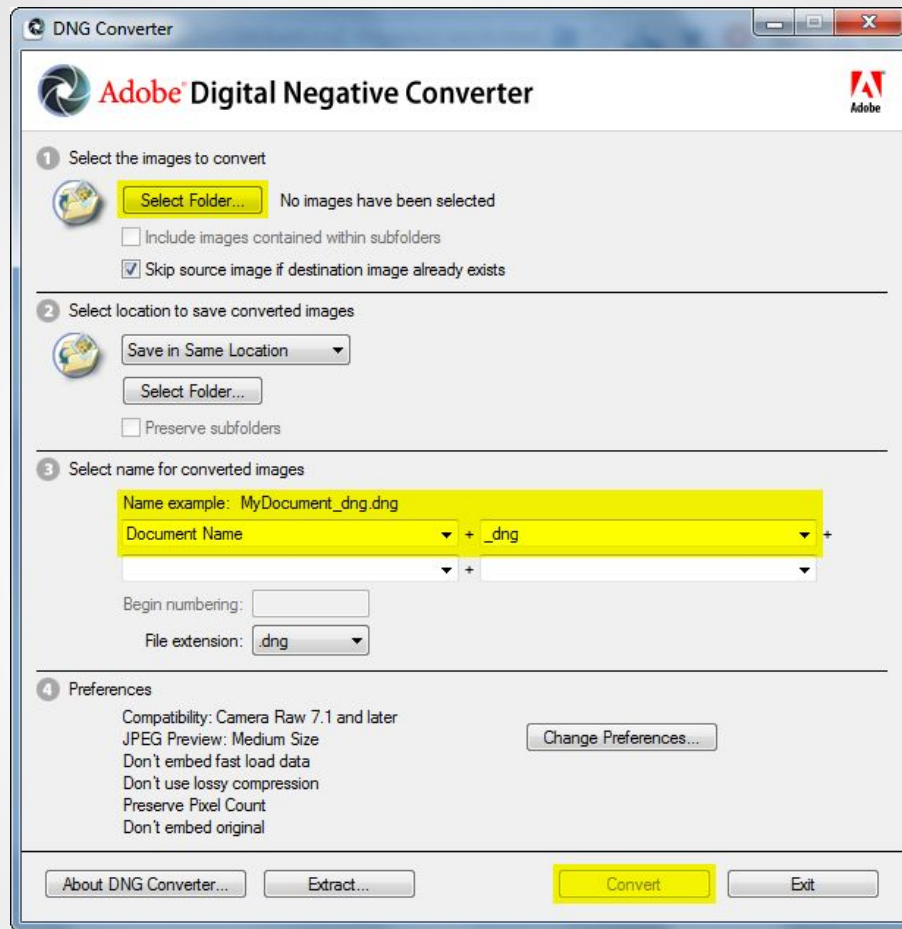 DNG Converter
Adobe® Digital Negative Converter
Adobe
1 Select the images to convert
Select Folder... No images have been selected
Include images contained within subfolders
Skip source image if destination image already exists
2 Select location to save converted images
Save in Same Location
Select Folder...
Preserve subfolders
3 Select name for converted images
Name example: MyDocument_dng.dng
Document Name + _dng +
+
Begin numbering:
File extension: .dng
4 Preferences
Compatibility: Camera Raw 7.1 and later
JPEG Preview: Medium Size
Change Preferences...
Don't embed fast load data
Don't use lossy compression
Preserve Pixel Count
Don't embed original
About DNG Converter... Extract... Convert Exit